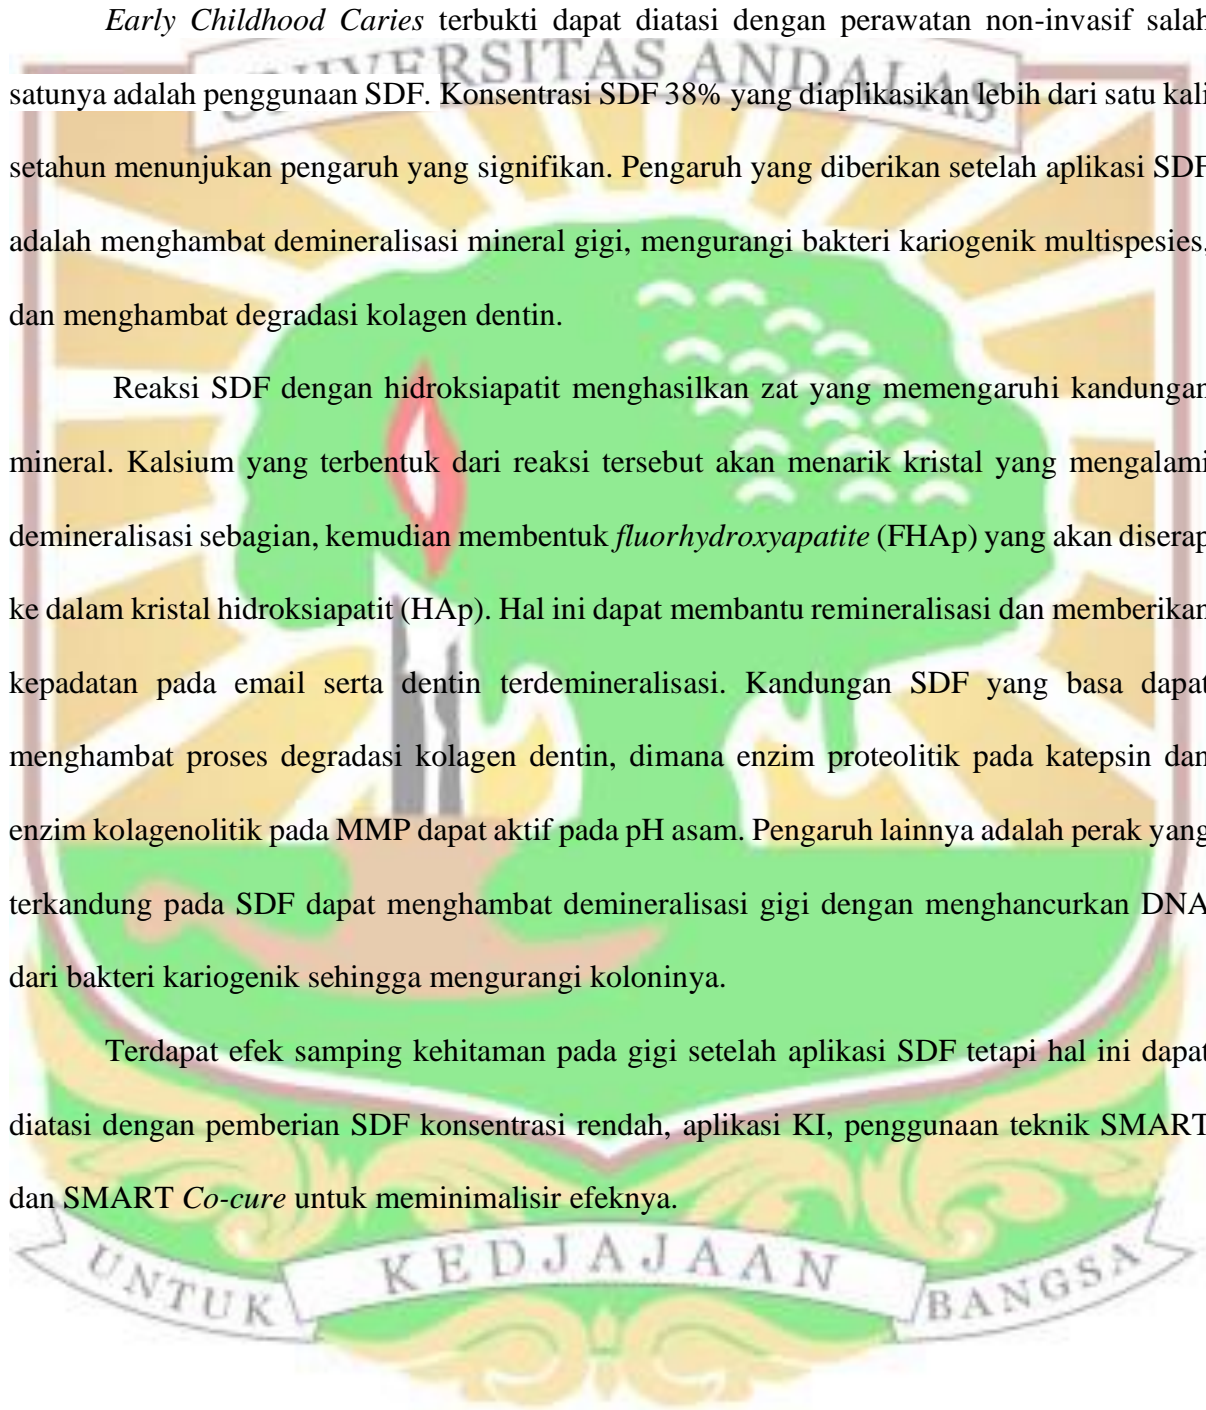 Early Childhood Caries terbukti dapat diatasi dengan perawatan non-invasif salah
UNIVERSITAS ANDALAS
satunya adalah penggunaan SDF. Konsentrasi SDF 38% yang diaplikasikan lebih dari satu kali
setahun menunjukan pengaruh yang signifikan. Pengaruh yang diberikan setelah aplikasi SDF
adalah menghambat demineralisasi mineral gigi, mengurangi bakteri kariogenik multispesies,
dan menghambat degradasi kolagen dentin.
Reaksi SDF dengan hidroksiapatit menghasilkan zat yang memengaruhi kandungan
mineral. Kalsium yang terbentuk dari reaksi tersebut akan menarik kristal yang mengalami
demineralisasi sebagian, kemudian membentuk fluorhydroxyapatite (FHAp) yang akan diserap
ke dalam kristal hidroksiapatit (HAp). Hal ini dapat membantu remineralisasi dan memberikan
kepadatan pada email serta dentin terdemineralisasi. Kandungan SDF yang basa dapat
menghambat proses degradasi kolagen dentin, dimana enzim proteolitik pada katepsin dan
enzim kolagenolitik pada MMP dapat aktif pada pH asam. Pengaruh lainnya adalah perak yang
terkandung pada SDF dapat menghambat demineralisasi gigi dengan menghancurkan DNA
dari bakteri kariogenik sehingga mengurangi koloninya.
Terdapat efek samping kehitaman pada gigi setelah aplikasi SDF tetapi hal ini dapat
diatasi dengan pemberian SDF konsentrasi rendah, aplikasi KI, penggunaan teknik SMART
dan SMART Co-cure untuk meminimalisir efeknya.
UNTUK KEDJAJAAN BANGSA